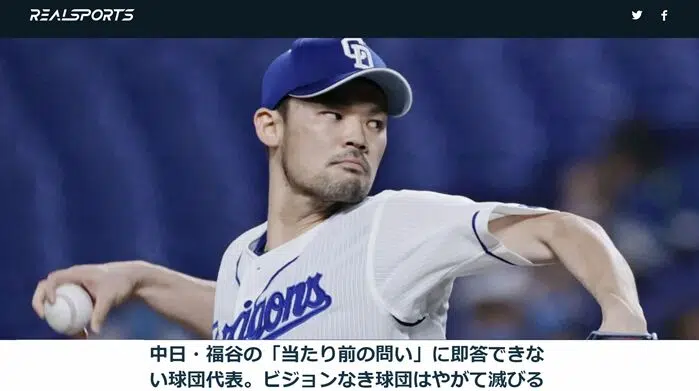 REALSPORTS
CD
Dragons
中日・福谷の「当たり前の問い」に即答できな
い球団代表。ビジョンなき球団はやがて滅びる